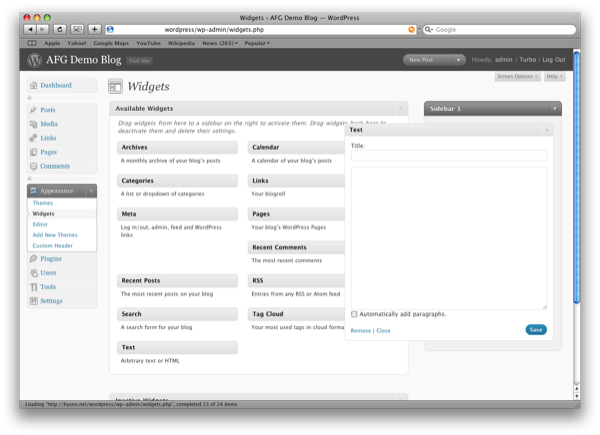 Widgets ‹ AFG Demo Blog — WordPress
wordpress/wp-admin/widgets.php
Google
Apple Yahoo! Google Maps YouTube Wikipedia News (265) Popular
AFG Demo Blog
Visit Site
New Post
Howdy, admin | Turbo | Log Out
Screen Options
Help
Dashboard
Posts
Media
Links
Pages
Comments
Appearance
Themes
Widgets
Editor
Add New Themes
Custom Header
Plugins
Users
Tools
Settings
Widgets
Available Widgets
Drag widgets from here to a sidebar on the right to activate them. Drag widgets back here to
deactivate them and delete their settings.
Archives
A monthly archive of your blog's posts
Calendar
A calendar of your blog's posts
Categories
A list or dropdown of categories
Links
Your blogroll
Meta
Log in/out, admin, feed and WordPress
links
Pages
Your blog's WordPress Pages
Recent Comments
The most recent comments
Recent Posts
The most recent posts on your blog
RSS
Entries from any RSS or Atom feed
Search
A search form for your blog
Tag Cloud
Your most used tags in cloud forma
Text
Arbitrary text or HTML
Sidebar 1
Text
Title:
Automatically add paragraphs.
Remove | Close
Save
Inactive Widgets
Loading "http://hyson.net/wordpress/wp-admin/widgets.php", completed 23 of 24 items